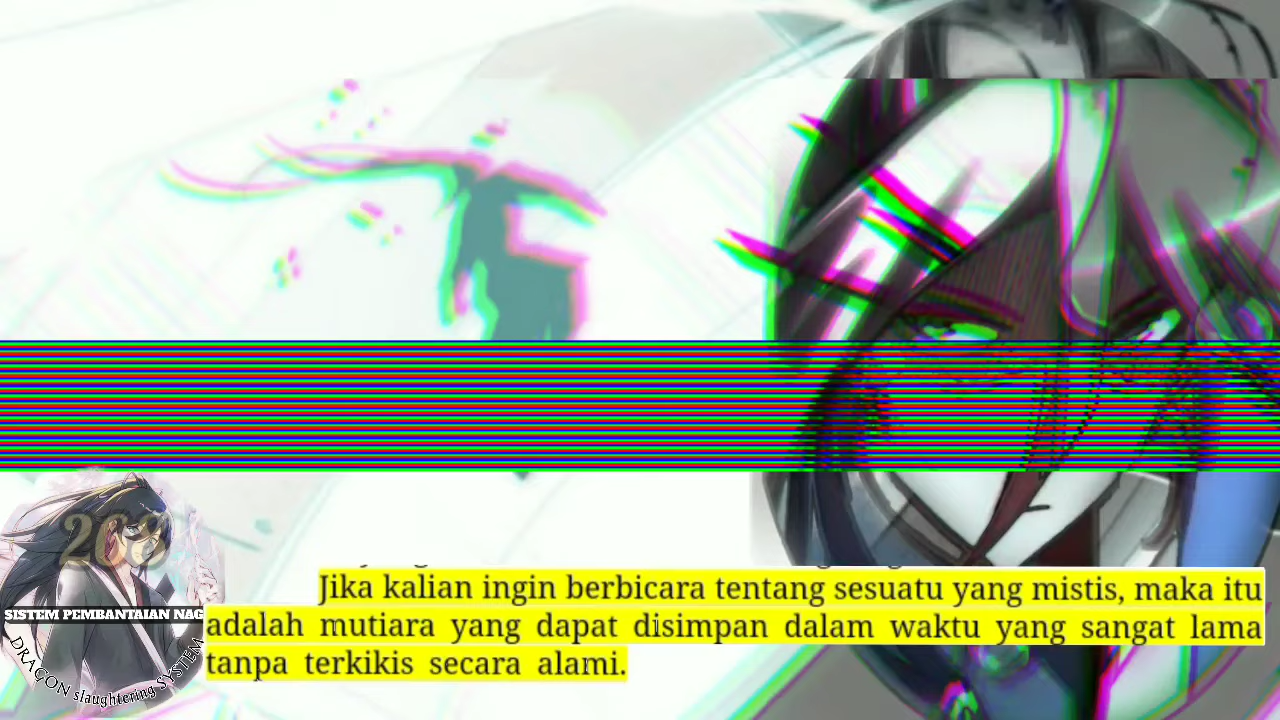 Jika kalian ingin berbicara tentang sesuatu yang mistis, maka itu
adalah mutiara yang dapat disimpan dalam waktu yang sangat lama
tanpa terkikis secara alami.
SISTEM PEMBANTAIAN NAG
DRAGON slaughtering SYSTEM